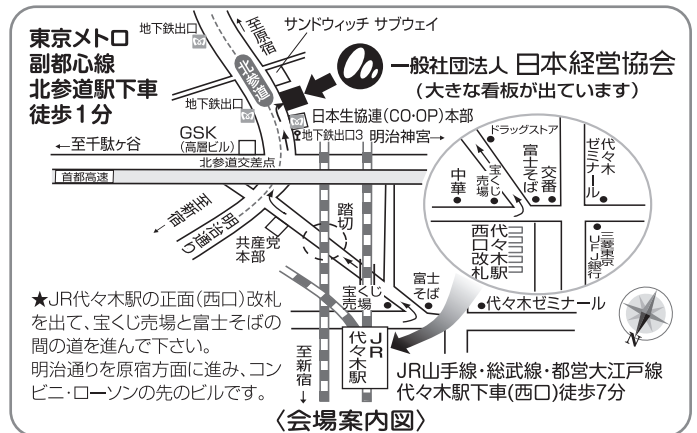 東京メトロ
副都心線
北参道駅下車
徒歩1分
地下鉄出口
至原宿
サンドウィッチ サブウェイ
北参道
一般社団法人 日本経営協会
(大きな看板が出ています)
地下鉄出口
日本生協連(CO・OP)本部
地下鉄出口3
明治神宮→
←至千駄ヶ谷
GSK
(高層ビル)
北参道交差点
首都高速
至新宿
明治通り
共産党
本部
踏切
宝くじ
売場
富士
そば
代々木ゼミナール
ドラッグストア
中華
宝くじ
売場
富士そば
交番
代々木
ゼミナール
代々木駅
西口改札
三菱東京
UFJ銀行
★JR代々木駅の正面(西口)改札
を出て、宝くじ売場と富士そばの
間の道を進んで下さい。
明治通りを原宿方面に進み、コン
ビニ・ローソンの先のビルです。
至新宿→
JR
代々木駅
N
JR山手線・総武線・都営大江戸線
代々木駅下車(西口)徒歩7分
〈会場案内図〉